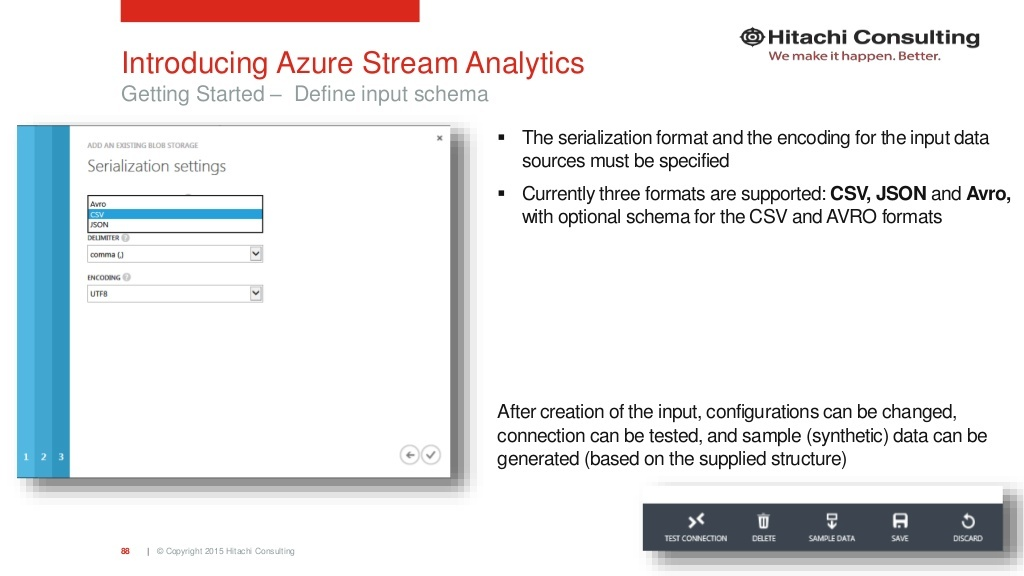 Hitachi Consulting
We make it happen. Better.
Introducing Azure Stream Analytics
Getting Started – Define input schema
ADD AN EXISTING BLOB STORAGE
Serialization settings
Avro
CSV
JSON
DELIMITER ?
comma (,)
ENCODING ?
UTF8
1 2 3
▪ The serialization format and the encoding for the input data
sources must be specified
▪ Currently three formats are supported: CSV, JSON and Avro,
with optional schema for the CSV and AVRO formats
After creation of the input, configurations can be changed,
connection can be tested, and sample (synthetic) data can be
generated (based on the supplied structure)
TEST CONNECTION DELETE SAMPLE DATA SAVE DISCARD
88 | © Copyright 2015 Hitachi Consulting